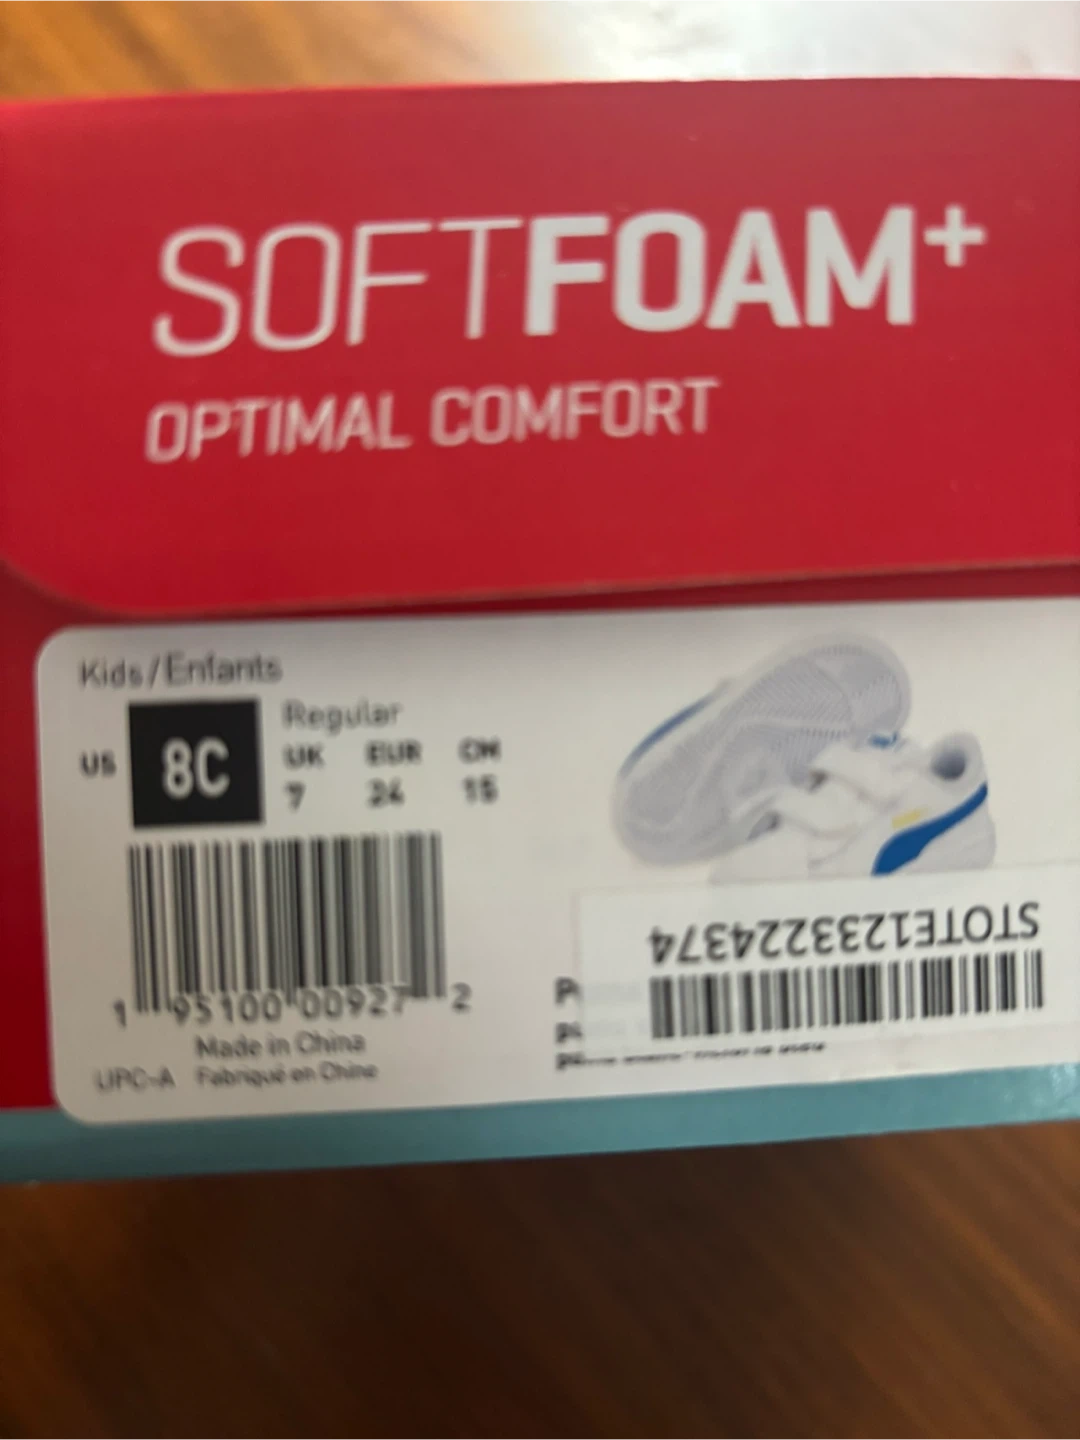 SOFTFOAM+
OPTIMAL COMFORT
Kids/Enfants
Regular
US 8C
UK EUR CM
7 24 15
STOTE1233224374
1 95100 00927 2
Made in China
UPC-A Fabriqué en Chine